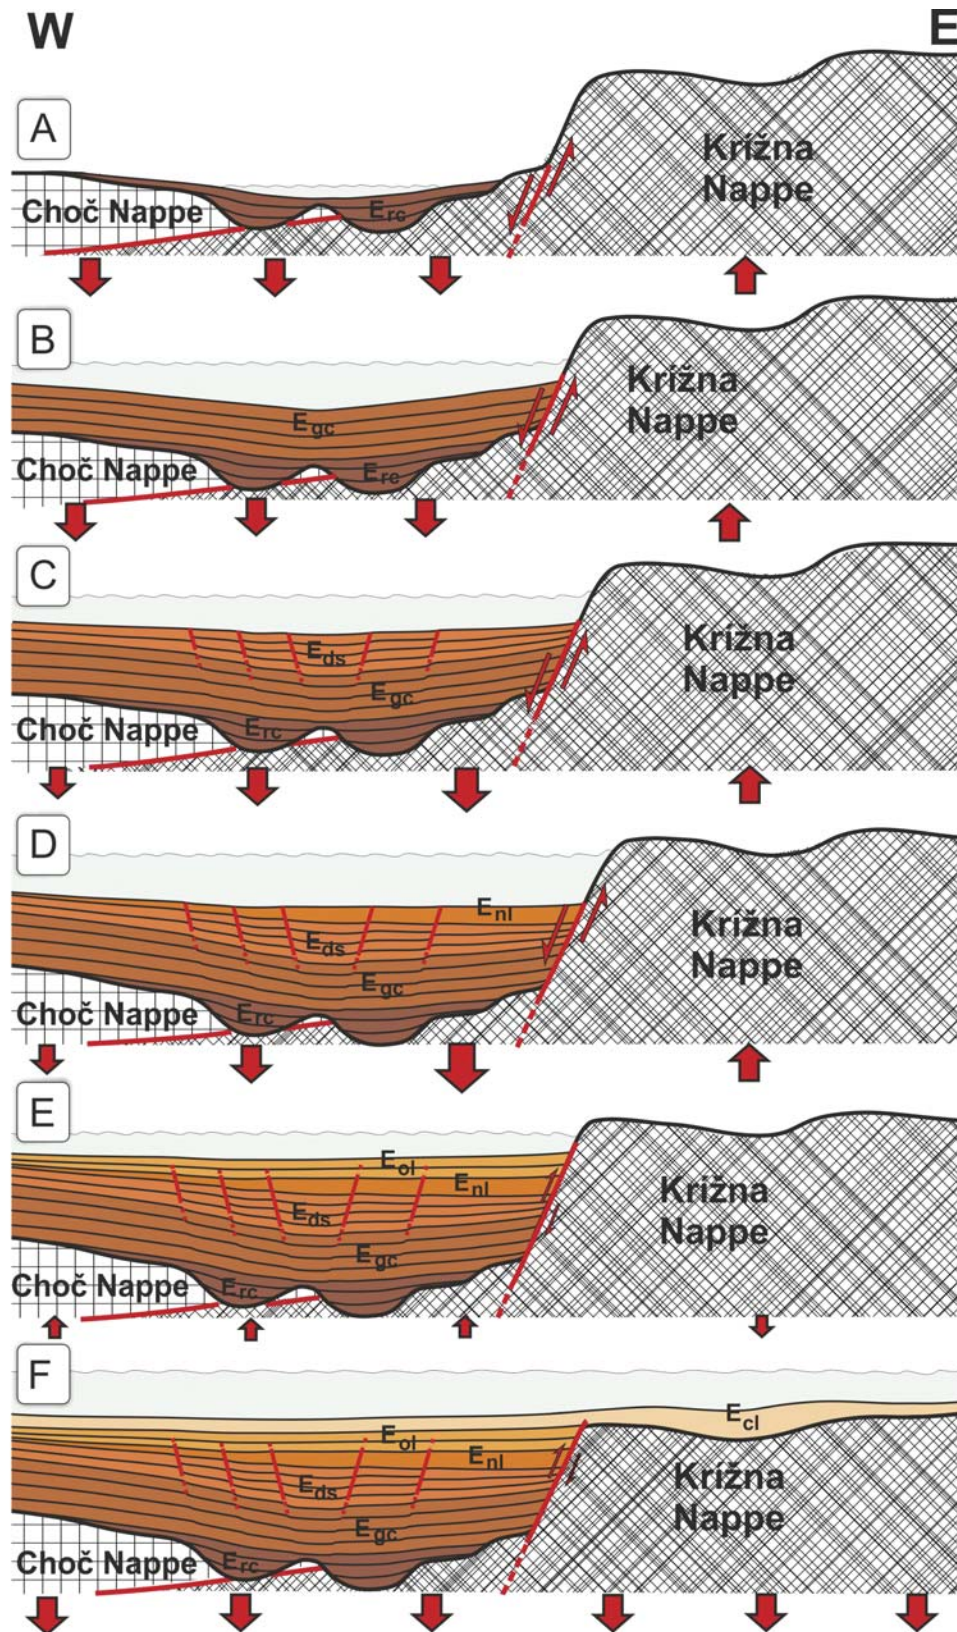 W E
A
Krížna
Nappe
Choč Nappe
Erc
B
Krížna
Nappe
Egc
Choč Nappe
Erc
C
Krížna
Nappe
Eds
Egc
Choč Nappe
Erc
D
Enl
Krížna
Nappe
Eds
Egc
Choč Nappe
Erc
E
Eol
Enl
Krížna
Nappe
Eds
Egc
Choč Nappe
Erc
F
Ecl
Eol
Enl
Krížna
Nappe
Eds
Egc
Choč Nappe
Erc